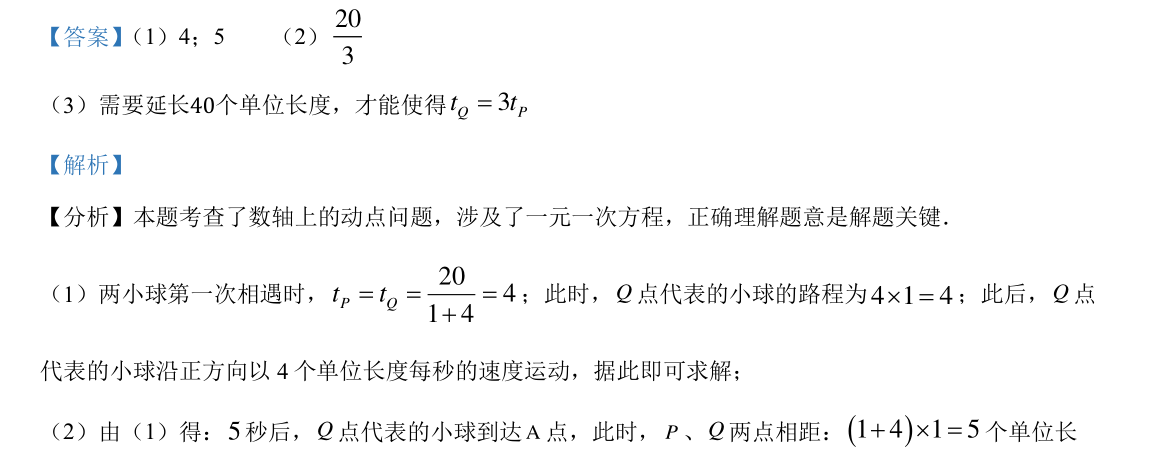 【答案】（1）4；5 （2）20/3
（3）需要延长40个单位长度，才能使得t_Q = 3t_P
【解析】
【分析】本题考查了数轴上的动点问题，涉及了一元一次方程，正确理解题意是解题关键．
（1）两小球第一次相遇时，t_P = t_Q = 20/(1+4) = 4；此时，Q点代表的小球的路程为4×1=4；此后，Q点
代表的小球沿正方向以 4 个单位长度每秒的速度运动，据此即可求解；
（2）由（1）得：5秒后，Q点代表的小球到达A点，此时，P、Q两点相距：(1+4)×1=5个单位长